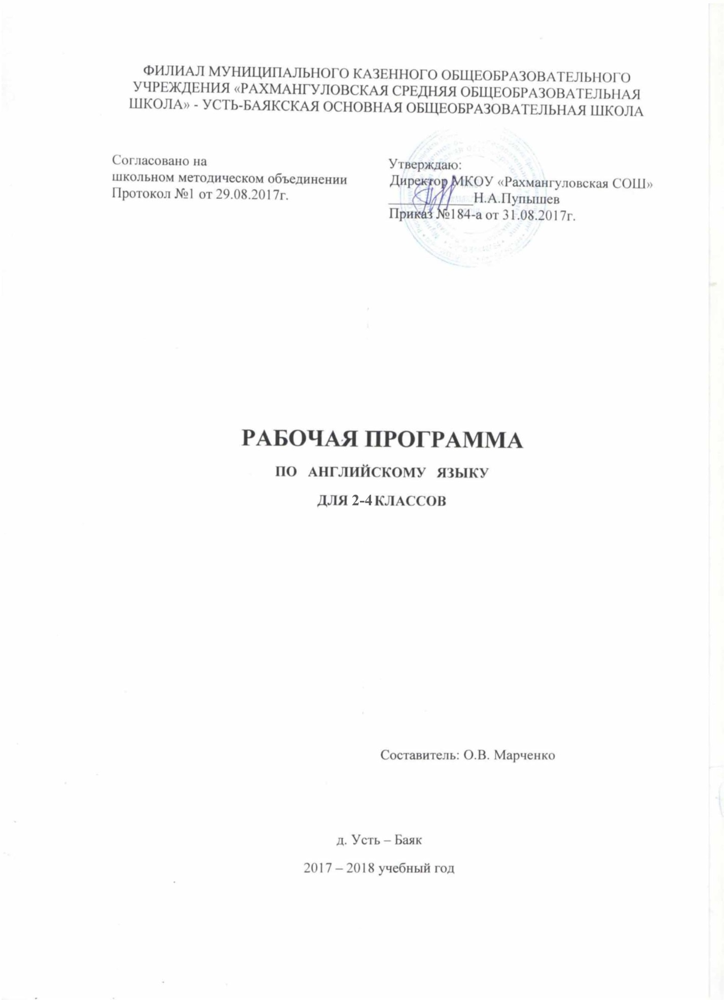 ФИЛИАЛ МУНИЦИПАЛЬНОГО КАЗЕННОГО ОБЩЕОБРАЗОВАТЕЛЬНОГО
УЧРЕЖДЕНИЯ «РАХМАНГУЛОВСКАЯ СРЕДНЯЯ ОБЩЕОБРАЗОВАТЕЛЬНАЯ
ШКОЛА» - УСТЬ-БАЯКСКАЯ ОСНОВНАЯ ОБЩЕОБРАЗОВАТЕЛЬНАЯ ШКОЛА
Согласовано на
школьном методическом объединении
Протокол №1 от 29.08.2017г.
Утверждаю:
Директор МКОУ «Рахмангуловская СОШ»
____________Н.А.Пупышев
Приказ №184-а от 31.08.2017г.
РАБОЧАЯ ПРОГРАММА
ПО АНГЛИЙСКОМУ ЯЗЫКУ
ДЛЯ 2-4 КЛАССОВ
Составитель: О.В. Марченко
д. Усть – Баяк
2017 – 2018 учебный год